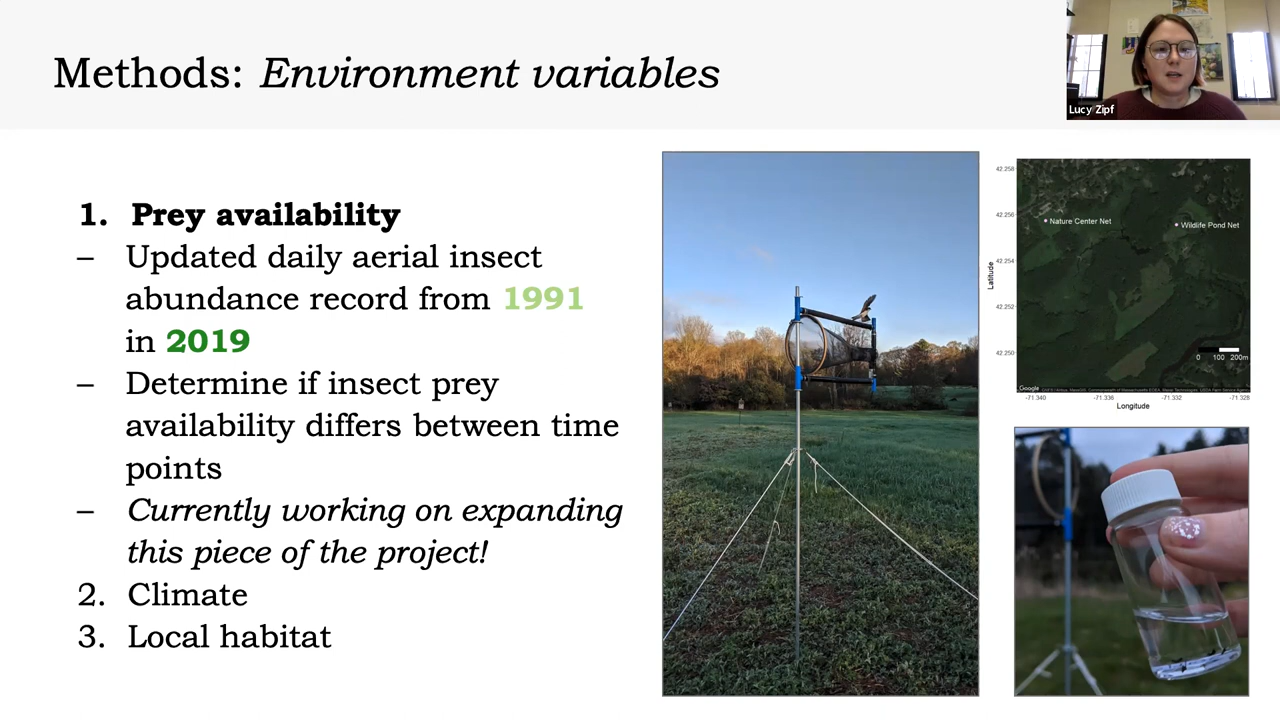 Methods: Environment variables
Lucy Zipf
1. Prey availability
– Updated daily aerial insect
abundance record from 1991
in 2019
– Determine if insect prey
availability differs between time
points
– Currently working on expanding
this piece of the project!
2. Climate
3. Local habitat
42.258
42.256
42.254
42.252
42.250
Latitude
Nature Center Net
Wildlife Pond Net
0 100 200m
Google
-71.340 -71.336 -71.332 -71.328
Longitude